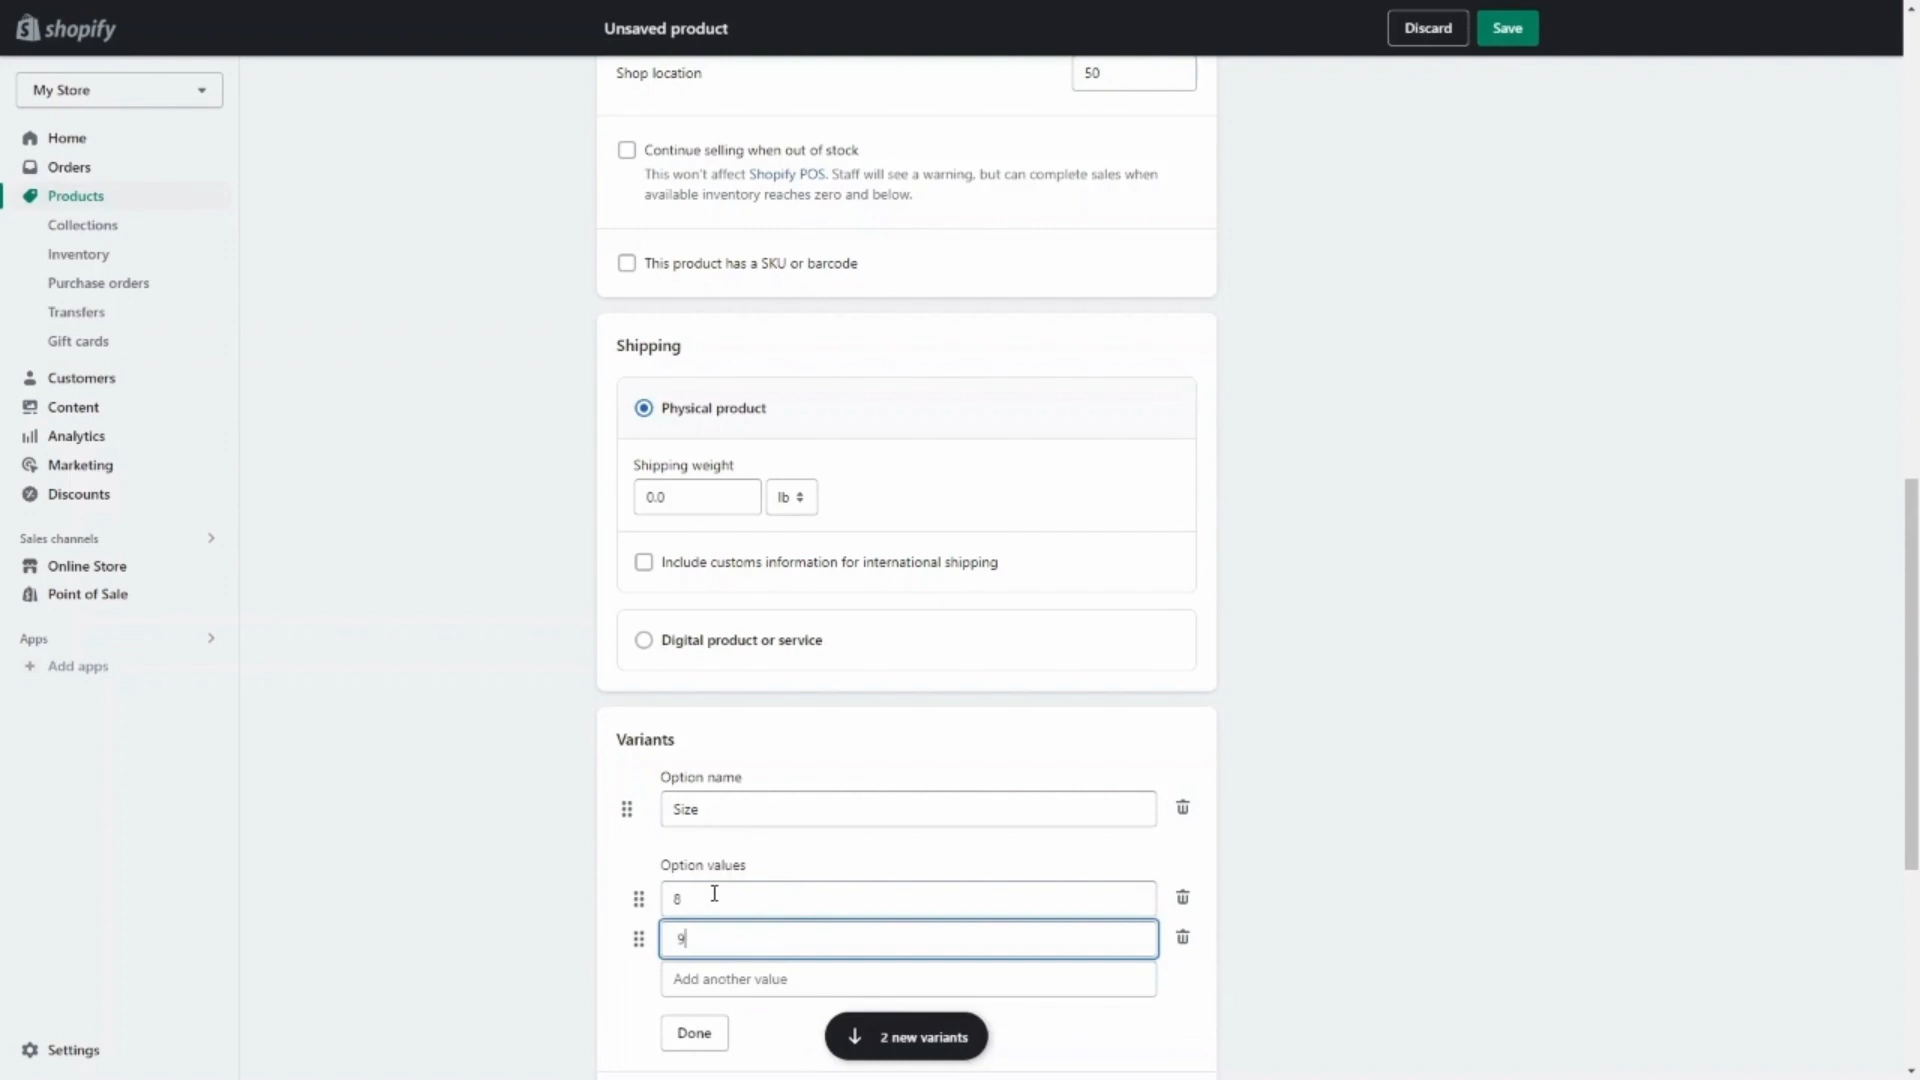 shopify
Unsaved product
Discard
Save
My Store
Home
Orders
Products
Collections
Inventory
Purchase orders
Transfers
Gift cards
Customers
Content
Analytics
Marketing
Discounts
Sales channels
Online Store
Point of Sale
Apps
Add apps
Settings
Shop location
50
Continue selling when out of stock
This won't affect Shopify POS. Staff will see a warning, but can complete sales when
available inventory reaches zero and below.
This product has a SKU or barcode
Shipping
Physical product
Shipping weight
0.0
lb
Include customs information for international shipping
Digital product or service
Variants
Option name
Size
Option values
8
9
Add another value
Done
2 new variants